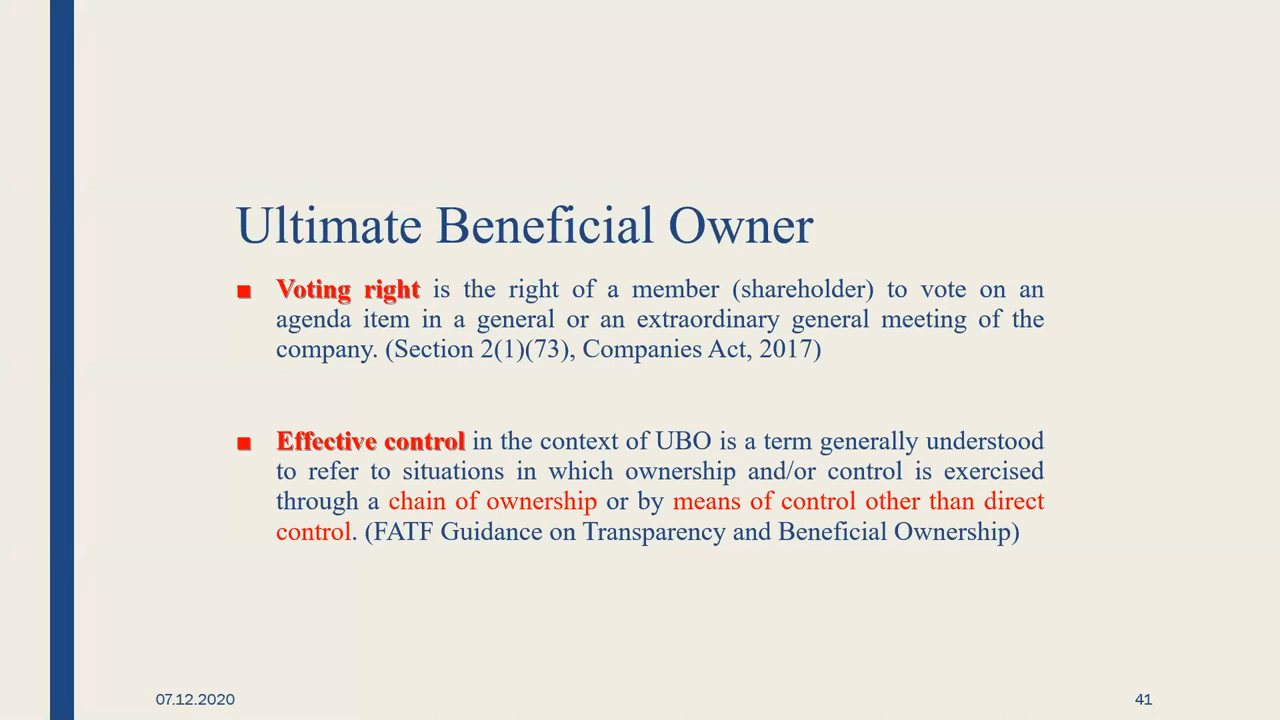 Ultimate Beneficial Owner
■ Voting right is the right of a member (shareholder) to vote on an
agenda item in a general or an extraordinary general meeting of the
company. (Section 2(1)(73), Companies Act, 2017)
■ Effective control in the context of UBO is a term generally understood
to refer to situations in which ownership and/or control is exercised
through a chain of ownership or by means of control other than direct
control. (FATF Guidance on Transparency and Beneficial Ownership)
07.12.2020
41